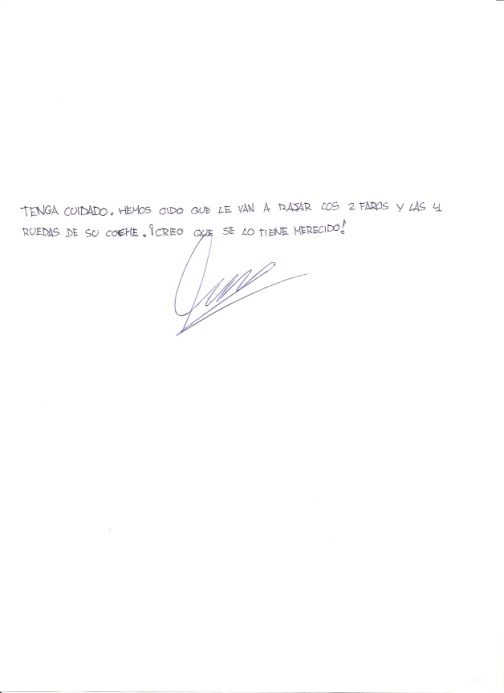 TENGA CUIDADO. HEMOS OIDO QUE LE VAN A RAJAR LOS 2 FAROS Y LAS 4
RUEDAS DE SU COCHE. ¡CREO QUE SE LO TIENE MERECIDO!